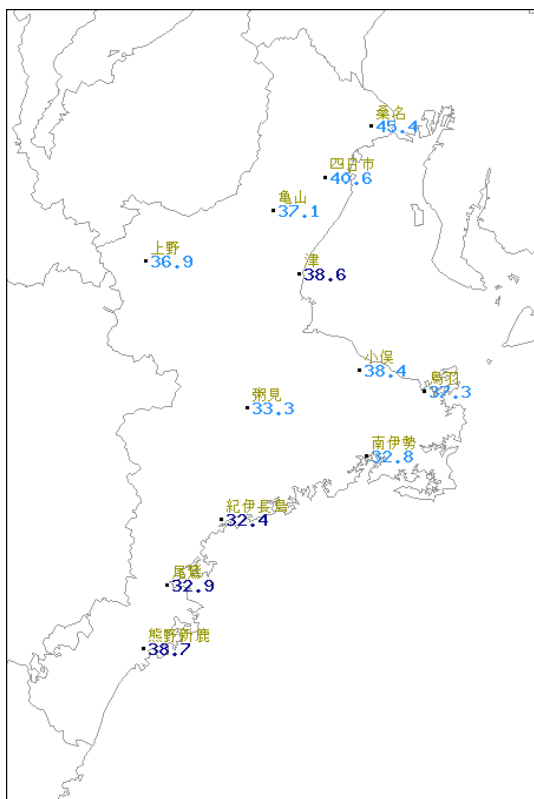 桑名
45.4
四日市
40.6
亀山
37.1
上野
36.9
津
38.6
小俣
38.4
鳥羽
37.3
粥見
33.3
南伊勢
32.8
紀伊長島
32.4
尾鷲
32.9
熊野新鹿
38.7